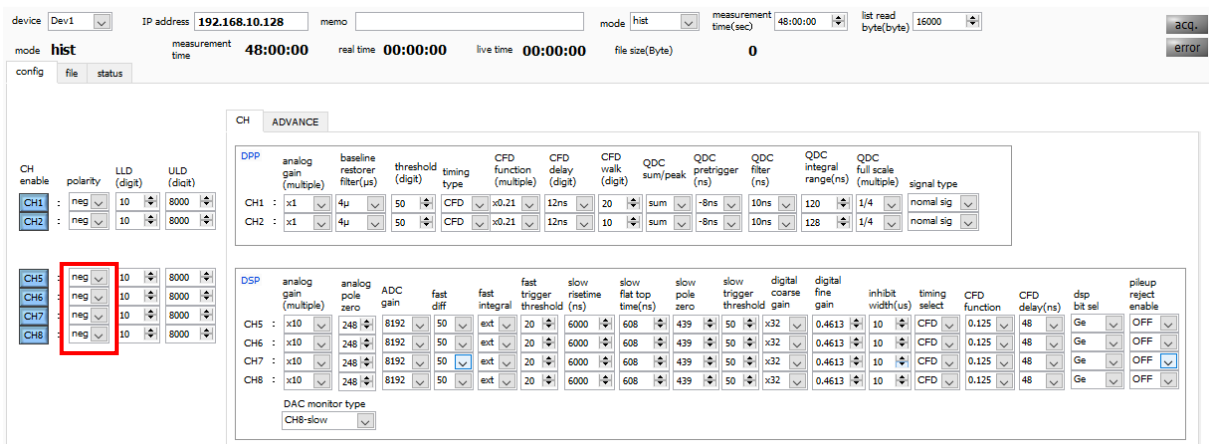 device Dev1 IP address 192.168.10.128 memo mode hist measurement time(sec) 48:00:00 list read byte(byte) 16000 acq.
mode hist measurement time 48:00:00 real time 00:00:00 live time 00:00:00 file size(Byte) 0 error
config file status
CH ADVANCE
CH enable polarity LLD (digit) ULD (digit)
CH1 : neg 10 8000
CH2 : neg 10 8000
CH5 : neg 10 8000
CH6 : neg 10 8000
CH7 : neg 10 8000
CH8 : neg 10 8000
DPP analog gain (multiple) baseline restorer filter(μs) threshold (digit) timing type CFD function (multiple) CFD delay (digit) CFD walk (digit) QDC sum/peak QDC pretrigger (ns) QDC filter (ns) QDC integral range(ns) QDC full scale (multiple) signal type
CH1 : x1 4μ 50 CFD x0.21 12ns 20 sum -8ns 10ns 120 1/4 nomal sig
CH2 : x1 4μ 50 CFD x0.21 12ns 10 sum -8ns 10ns 128 1/4 nomal sig
DSP analog gain (multiple) analog pole zero ADC gain fast diff fast integral fast trigger threshold slow risetime (ns) slow flat top time(ns) slow pole zero slow trigger threshold digital coarse gain digital fine gain inhibit width(us) timing select CFD function CFD delay(ns) dsp bit sel pileup reject enable
CH5 : x10 248 8192 50 ext 20 6000 608 439 50 x32 0.4613 10 CFD 0.125 48 Ge OFF
CH6 : x10 248 8192 50 ext 20 6000 608 439 50 x32 0.4613 10 CFD 0.125 48 Ge OFF
CH7 : x10 248 8192 50 ext 20 6000 608 439 50 x32 0.4613 10 CFD 0.125 48 Ge OFF
CH8 : x10 248 8192 50 ext 20 6000 608 439 50 x32 0.4613 10 CFD 0.125 48 Ge OFF
DAC monitor type
CH8-slow